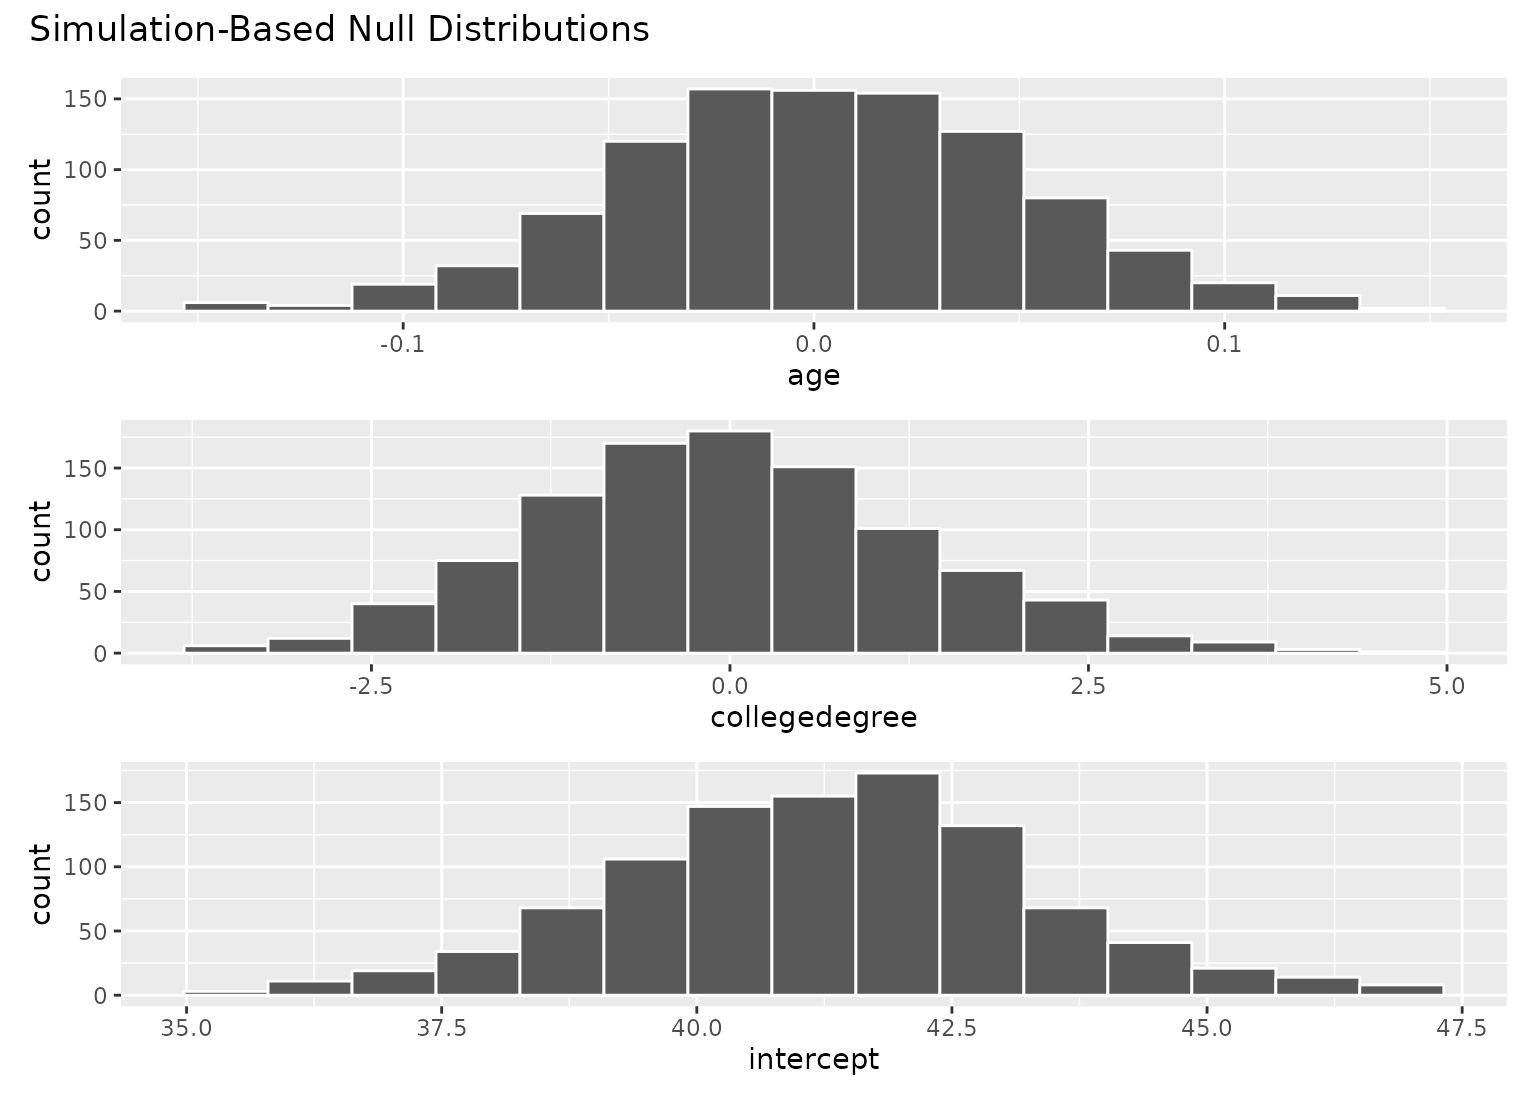 Simulation-Based Null Distributions
150
100
50
0
count
-0.1 0.0 0.1
age
150
100
50
0
count
-2.5 0.0 2.5 5.0
collegedegree
150
100
50
0
count
35.0 37.5 40.0 42.5 45.0 47.5
intercept